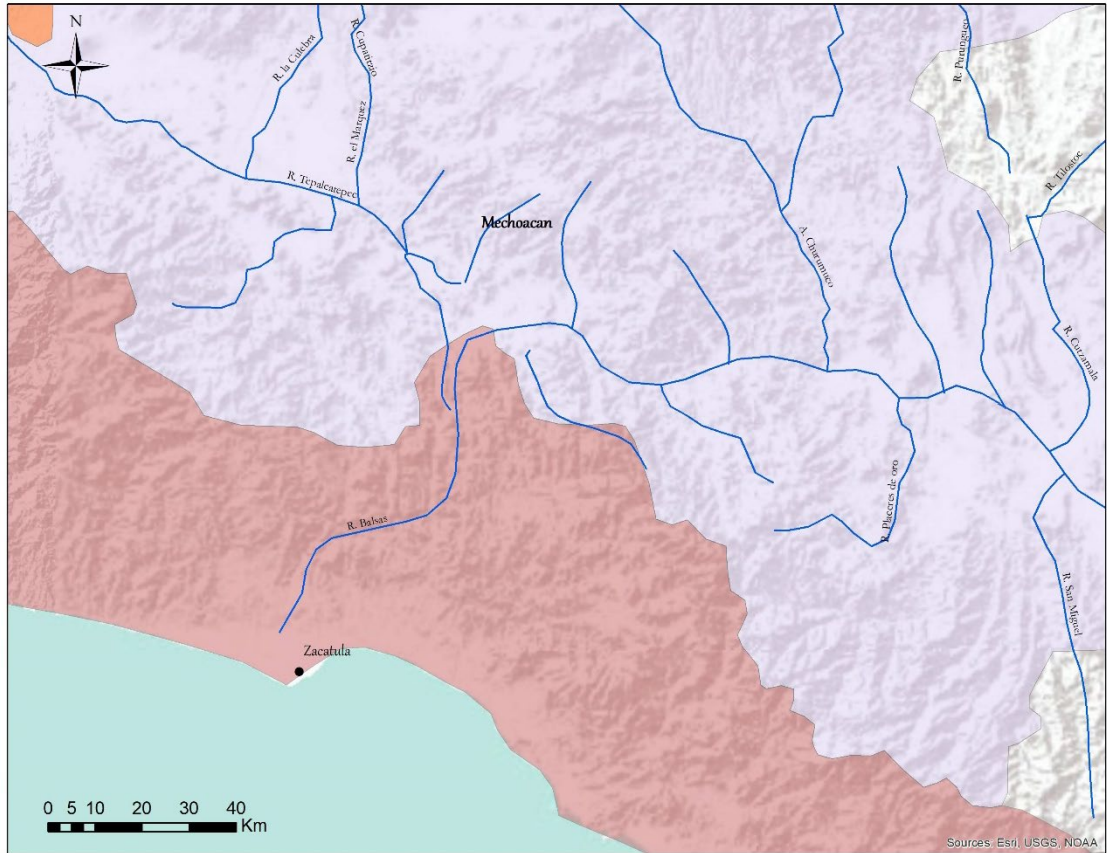 N
R. la Culebra
R. Cupatitzio
R. el Marquez
R. Purungueo
R. Tepalcatepec
R. Tilostoc
Mechoacan
A. Churumuco
R. Cutzamala
R. Placeres de oro
R. Balsas
R. San Miguel
Zacatula
0 5 10 20 30 40
Km
Sources: Esri, USGS, NOAA